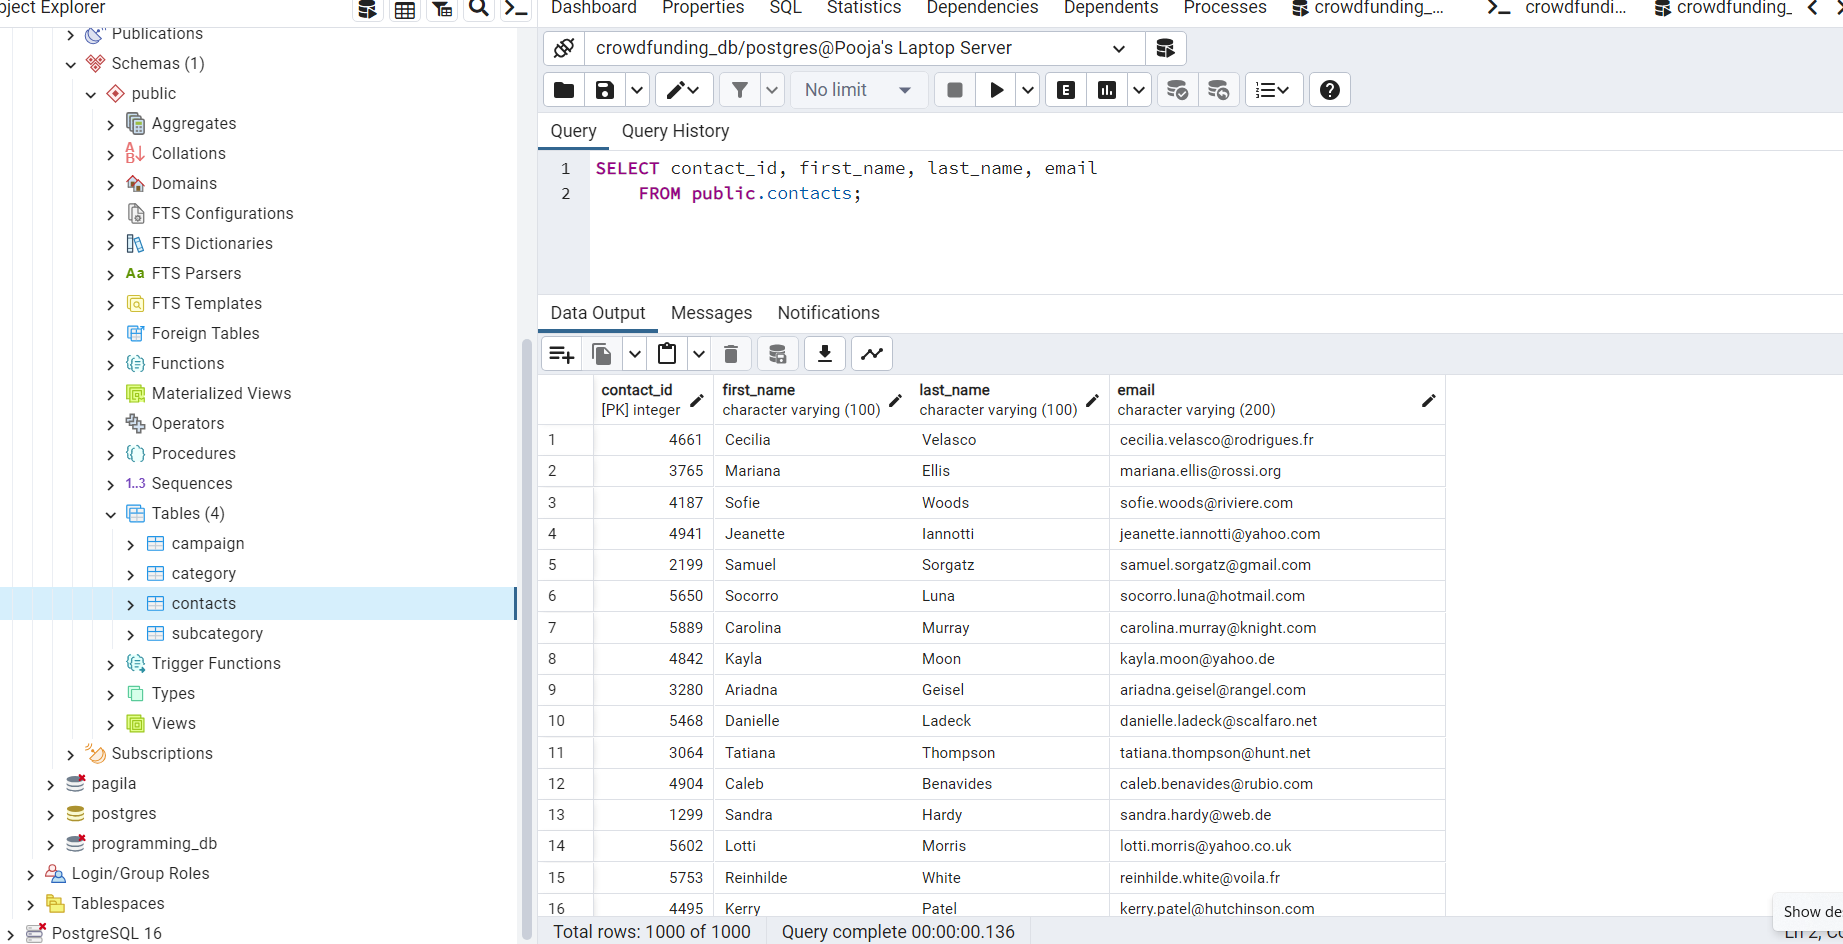 bject Explorer
Dashboard Properties SQL Statistics Dependencies Dependents Processes crowdfunding_... crowdfundi... crowdfunding_
Publications
Schemas (1)
public
Aggregates
Collations
Domains
FTS Configurations
FTS Dictionaries
Aa FTS Parsers
FTS Templates
Foreign Tables
Functions
Materialized Views
Operators
Procedures
1..3 Sequences
Tables (4)
campaign
category
contacts
subcategory
Trigger Functions
Types
Views
Subscriptions
pagila
postgres
programming_db
Login/Group Roles
Tablespaces
PostgreSQL 16
crowdfunding_db/postgres@Pooja's Laptop Server
No limit
E
Query Query History
1 SELECT contact_id, first_name, last_name, email
2 FROM public.contacts;
Data Output Messages Notifications
contact_id first_name last_name email
[PK] integer character varying (100) character varying (100) character varying (200)
1 4661 Cecilia Velasco cecilia.velasco@rodrigues.fr
2 3765 Mariana Ellis mariana.ellis@rossi.org
3 4187 Sofie Woods sofie.woods@riviere.com
4 4941 Jeanette Iannotti jeanette.iannotti@yahoo.com
5 2199 Samuel Sorgatz samuel.sorgatz@gmail.com
6 5650 Socorro Luna socorro.luna@hotmail.com
7 5889 Carolina Murray carolina.murray@knight.com
8 4842 Kayla Moon kayla.moon@yahoo.de
9 3280 Ariadna Geisel ariadna.geisel@rangel.com
10 5468 Danielle Ladeck danielle.ladeck@scalfaro.net
11 3064 Tatiana Thompson tatiana.thompson@hunt.net
12 4904 Caleb Benavides caleb.benavides@rubio.com
13 1299 Sandra Hardy sandra.hardy@web.de
14 5602 Lotti Morris lotti.morris@yahoo.co.uk
15 5753 Reinhilde White reinhilde.white@voila.fr
16 4495 Kerry Patel kerry.patel@hutchinson.com
Show des
Total rows: 1000 of 1000 Query complete 00:00:00.136 Ln 2, Co